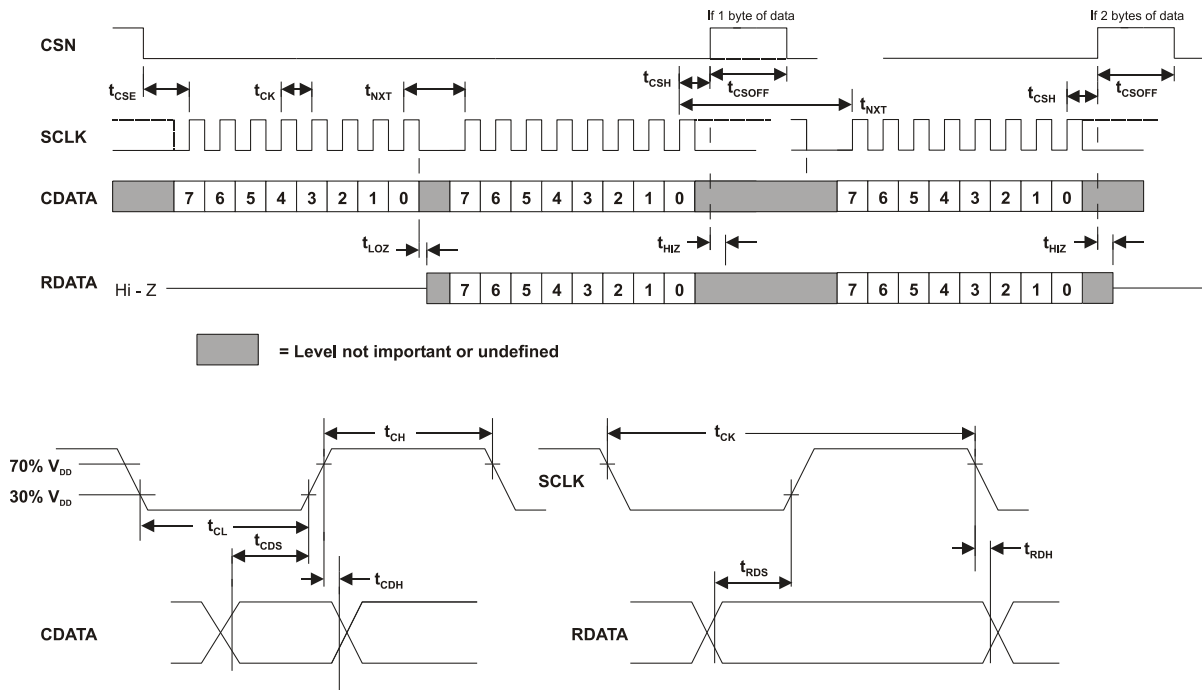 If 1 byte of data If 2 bytes of data
CSN
tCSE tCK tNXT tCSH tCSOFF tNXT tCSH tCSOFF
SCLK
CDATA 7 6 5 4 3 2 1 0 7 6 5 4 3 2 1 0 7 6 5 4 3 2 1 0
tLOZ tHIZ tHIZ
RDATA Hi - Z 7 6 5 4 3 2 1 0 7 6 5 4 3 2 1 0
= Level not important or undefined
tCH tCK
70% VDD
SCLK
30% VDD
tCL
tCDS
tRDH
tCDH tRDS
CDATA RDATA